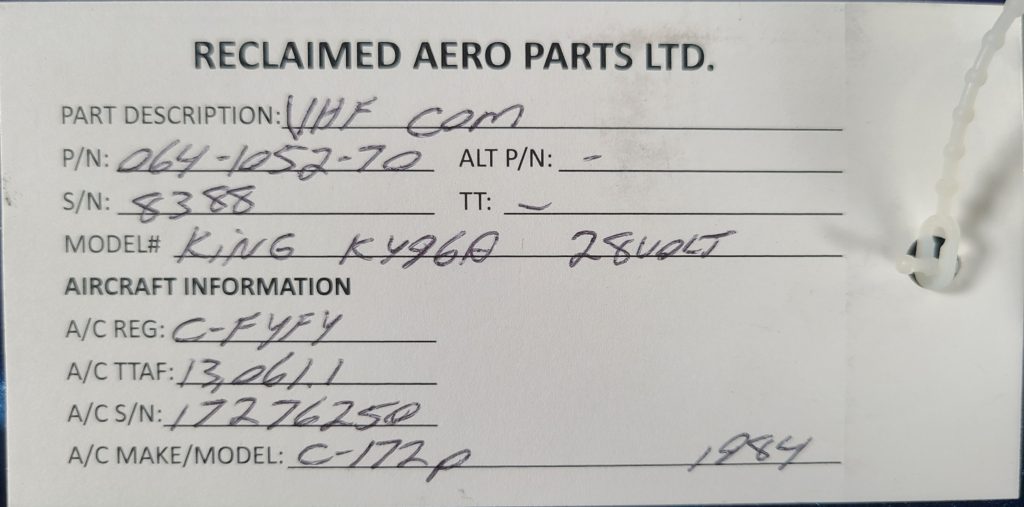 RECLAIMED AERO PARTS LTD.
PART DESCRIPTION: VHF COM
P/N: 064-1052-70 ALT P/N: -
S/N: 8388 TT: -
MODEL# KING KY96A 28VOLT
AIRCRAFT INFORMATION
A/C REG: C-FYFY
A/C TTAF: 13,061.1
A/C S/N: 17276250
A/C MAKE/MODEL: C-172p 1984